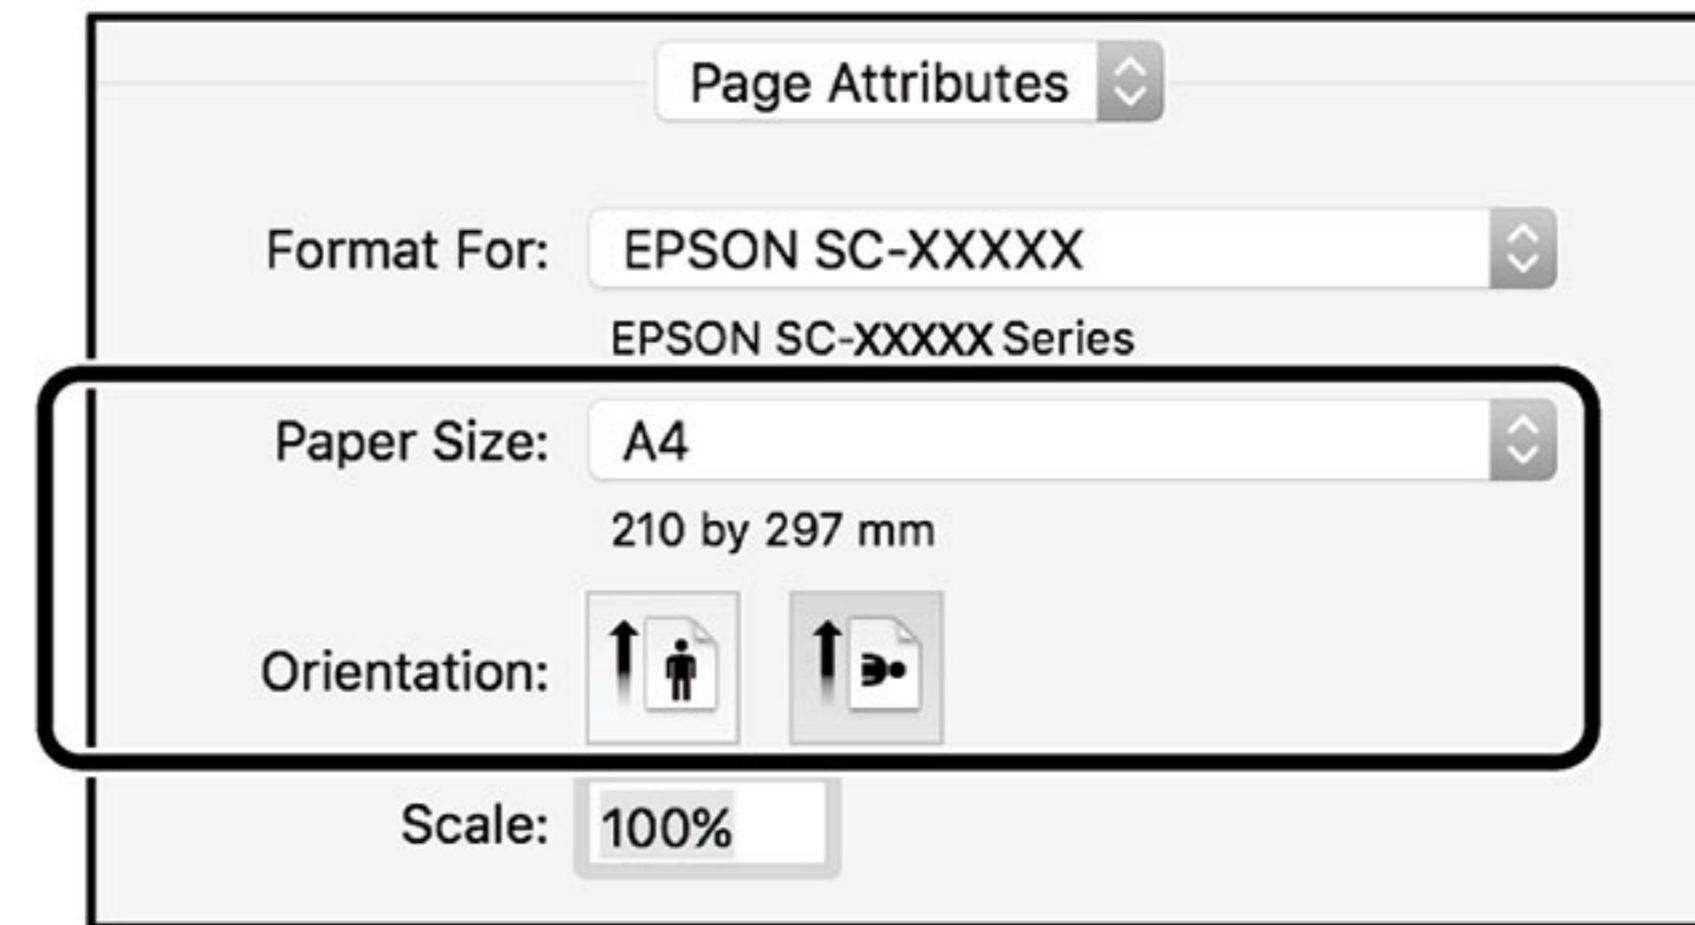 Page Attributes
Format For: EPSON SC-XXXXX
EPSON SC-XXXXX Series
Paper Size: A4
210 by 297 mm
Orientation:
Scale: 100%